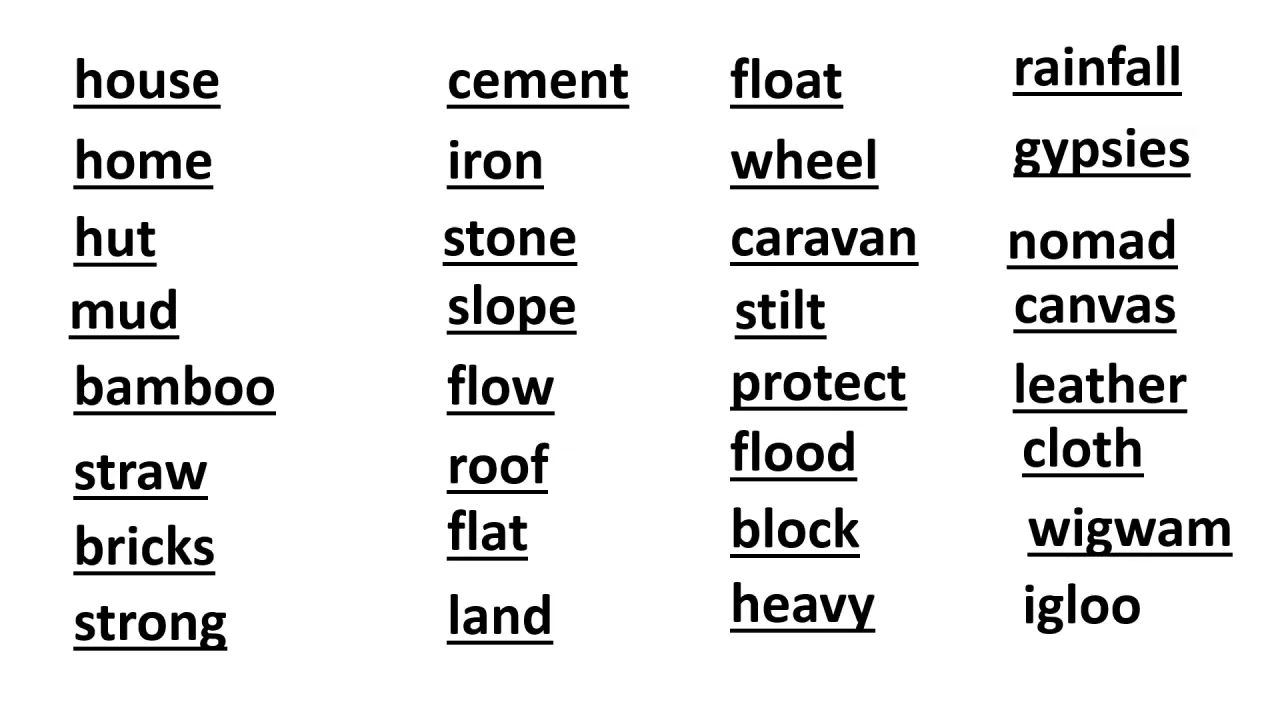 house
home
hut
mud
bamboo
straw
bricks
strong
cement
iron
stone
slope
flow
roof
flat
land
float
wheel
caravan
stilt
protect
flood
block
heavy
rainfall
gypsies
nomad
canvas
leather
cloth
wigwam
igloo